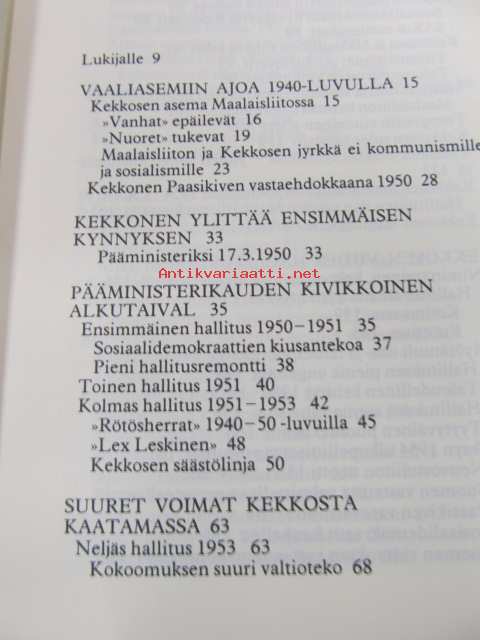 Lukijalle 9
VAALIASEMIIN AJOA 1940-LUVULLA 15
Kekkosen asema Maalaisliitossa 15
»Vanhat» epäilevät 16
»Nuoret» tukevat 19
Maalaisliiton ja Kekkosen jyrkkä ei kommunismille
ja sosialismille 23
Kekkonen Paasikiven vastaehdokkaana 1950 28
KEKKONEN YLITTÄÄ ENSIMMÄISEN
KYNNYKSEN 33
Pääministeriksi 17.3.1950 33
Antikvariaatti.net
PÄÄMINISTERIKAUDEN KIVIKKOINEN
ALKUTAIVAL 35
Ensimmäinen hallitus 1950–1951 35
Sosiaalidemokraattien kiusantekoa 37
Pieni hallitusremontti 38
Toinen hallitus 1951 40
Kolmas hallitus 1951–1953 42
»Rötösherrat» 1940–50-luvuilla 45
»Lex Leskinen» 48
Kekkosen säästölinja 50
SUURET VOIMAT KEKKOSTA
KAATAMASSA 63
Neljäs hallitus 1953 63
Kokoomuksen suuri valtioteko 68